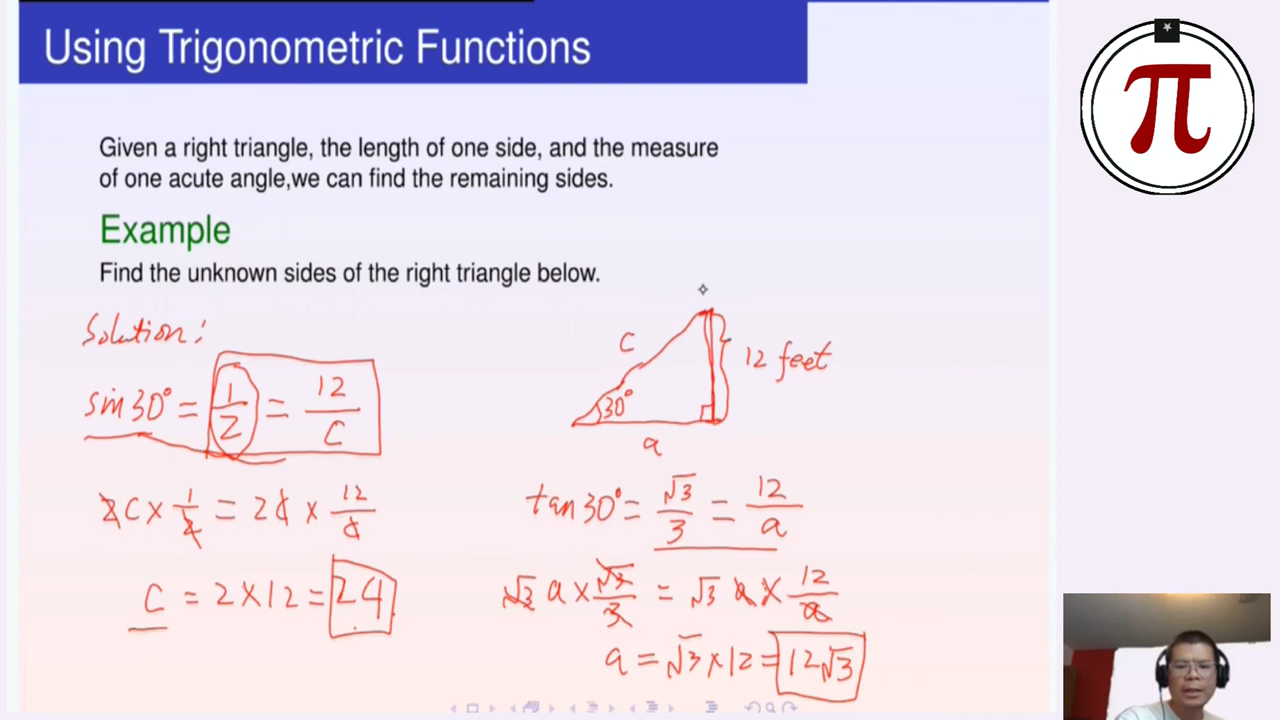 Using Trigonometric Functions
π
Given a right triangle, the length of one side, and the measure
of one acute angle,we can find the remaining sides.
Example
Find the unknown sides of the right triangle below.
Solution:
sin 30° = 1/2 = 12/C
2C × 1/2 = 2C × 12/C
C = 2 × 12 = 24
C
12 feet
30°
a
tan 30° = √3/3 = 12/a
√3 a × √3/3 = √3 a × 12/a
a = √3 × 12 = 12√3